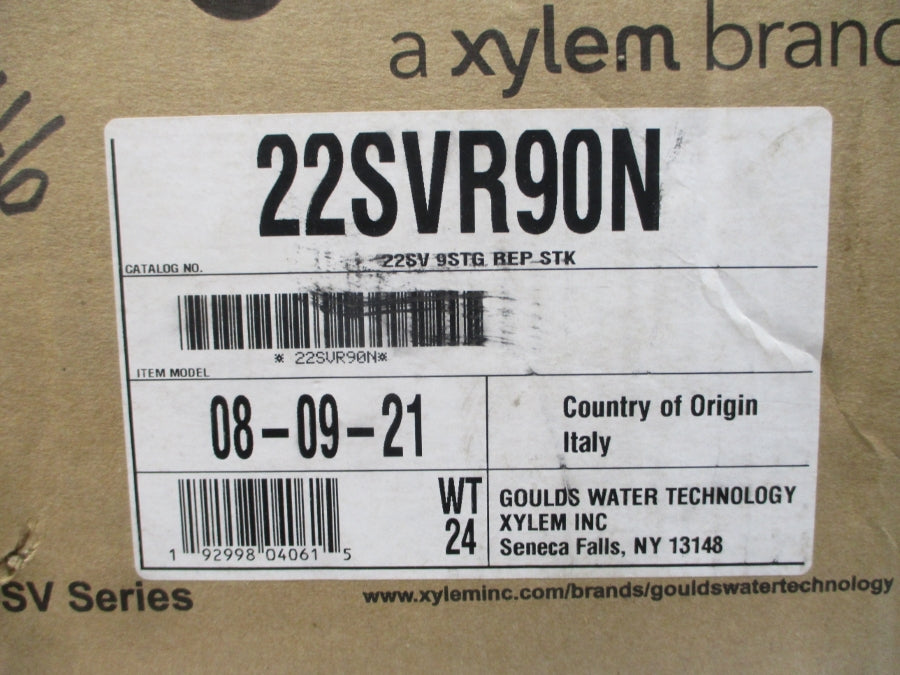 a xylem brand
22SVR90N
22SV 9STG REP STK
CATALOG NO.
* 22SVR90N*
ITEM MODEL
08-09-21
Country of Origin
Italy
WT
24
1 92998 04061 5
GOULDS WATER TECHNOLOGY
XYLEM INC
Seneca Falls, NY 13148
SV Series
www.xyleminc.com/brands/gouldswatertechnology